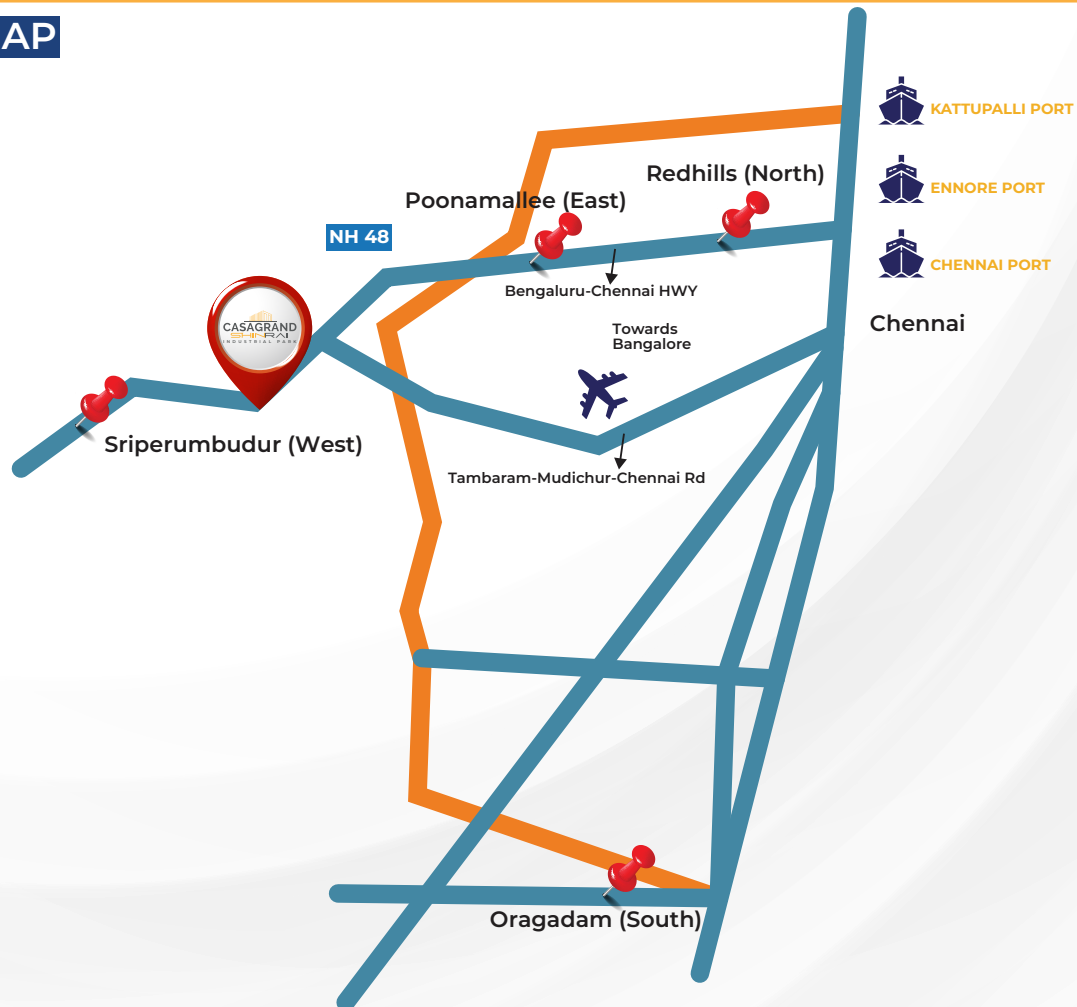 AP
KATTUPALLI PORT
Redhills (North)
ENNORE PORT
Poonamallee (East)
NH 48
CHENNAI PORT
Bengaluru-Chennai HWY
Chennai
CASAGRAND
SHINRAI
INDUSTRIAL PARK
Towards
Bangalore
Sriperumbudur (West)
Tambaram-Mudichur-Chennai Rd
Oragadam (South)